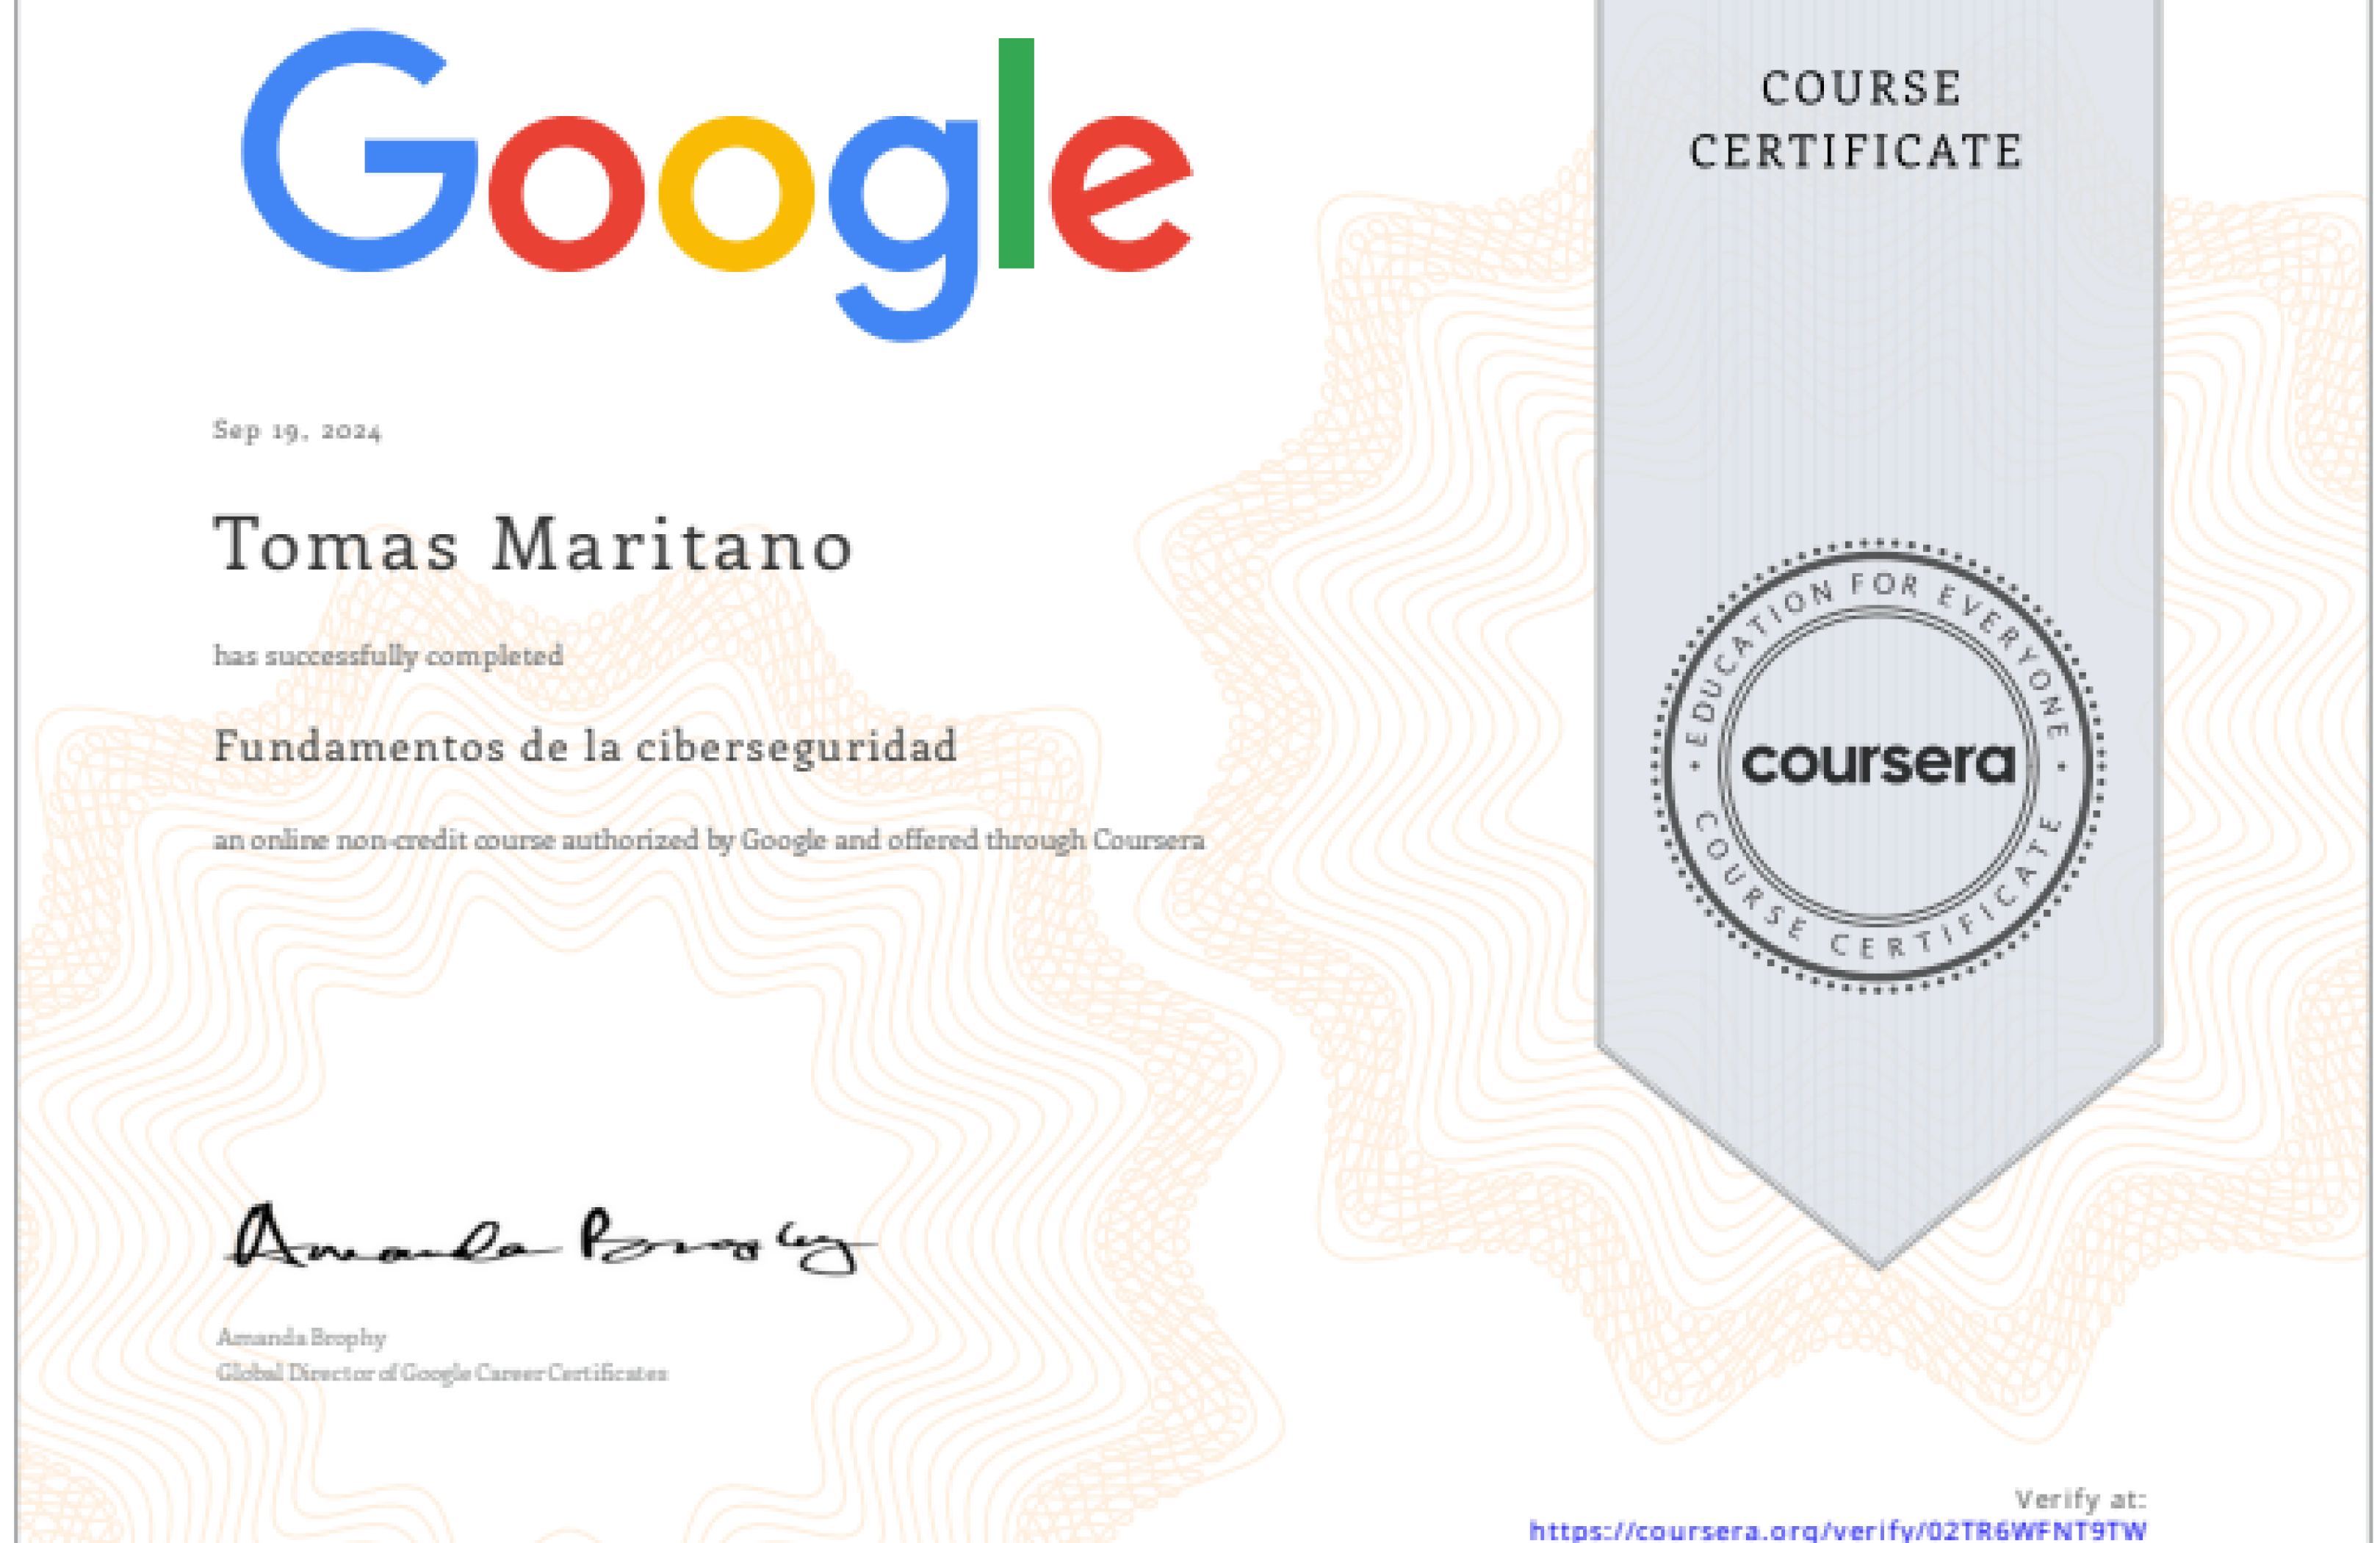 Google
Sep 19, 2024
Tomas Maritano
has successfully completed
Fundamentos de la ciberseguridad
an online non-credit course authorized by Google and offered through Coursera
Amanda Brophy
Amanda Brophy
Global Director of Google Career Certificates
COURSE
CERTIFICATE
EDUCATION FOR EVERYONE
coursera
COURSE CERTIFICATE
Verify at:
https://coursera.org/verify/02TR6WFNT9TW